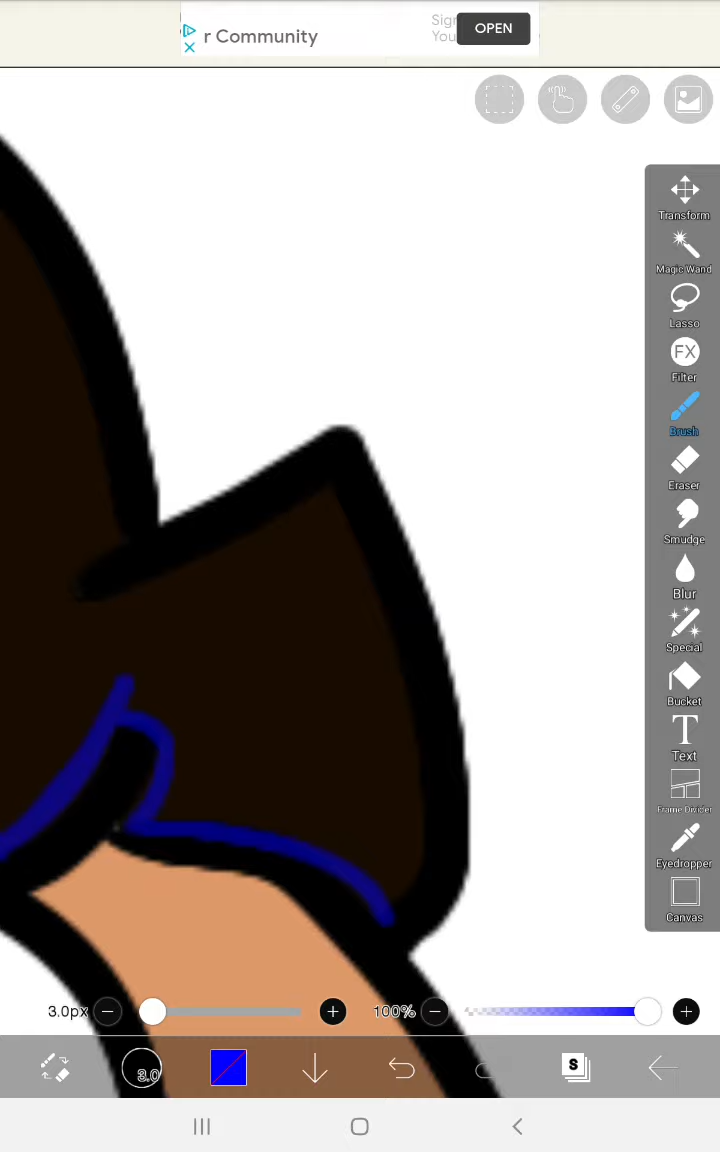 Sign
r Community
You
OPEN
Transform
Magic Wand
Lasso
FX
Filter
Brush
Eraser
Smudge
Blur
Special
Bucket
T
Text
Frame Divider
Eyedropper
Canvas
3.0px
100%
3.0
S